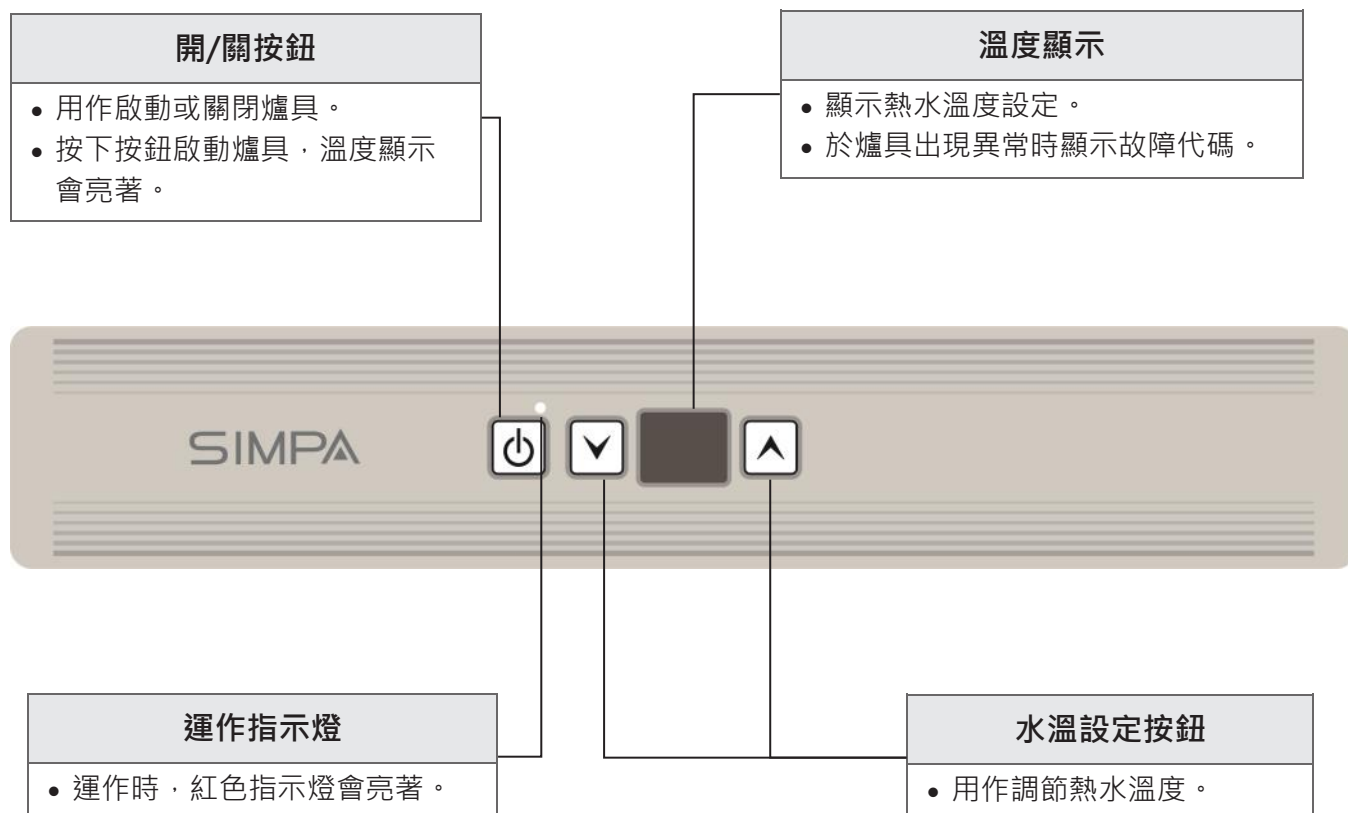 開/關按鈕
• 用作啟動或關閉爐具。
• 按下按鈕啟動爐具，溫度顯示
會亮著。
溫度顯示
• 顯示熱水溫度設定。
• 於爐具出現異常時顯示故障代碼。
SIMPA
運作指示燈
• 運作時，紅色指示燈會亮著。
水溫設定按鈕
• 用作調節熱水溫度。